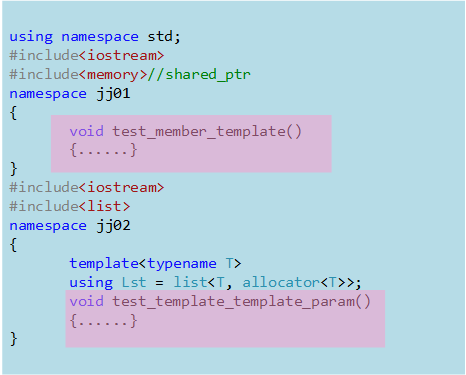 using namespace std;
#include<iostream>
#include<memory>//shared_ptr
namespace jj01
{
void test_member_template()
{......}
}
#include<iostream>
#include<list>
namespace jj02
{
template<typename T>
using Lst = list<T, allocator<T>>;
void test_template_template_param()
{......}
}